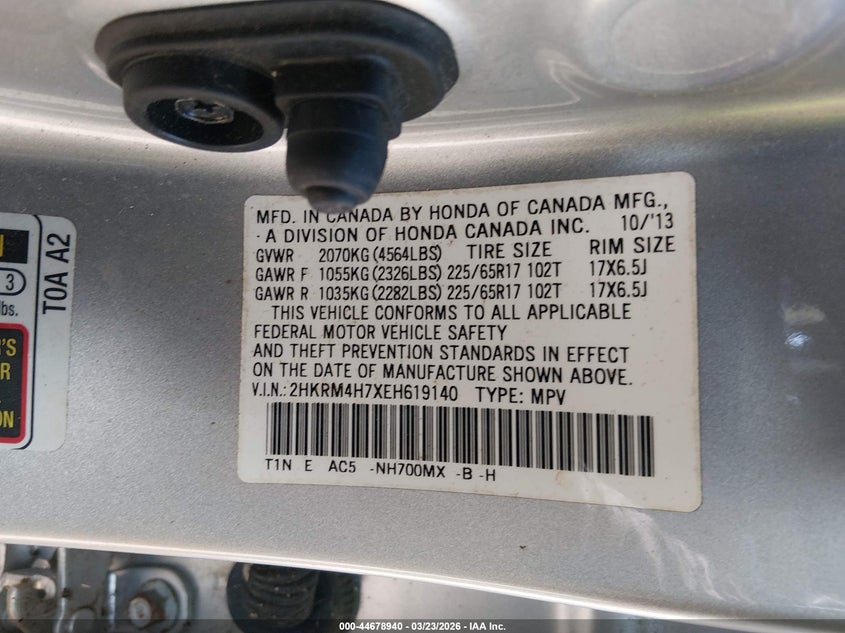 MFD. IN CANADA BY HONDA OF CANADA MFG.,
A DIVISION OF HONDA CANADA INC. 10/'13
GVWR 2070KG (4564LBS) TIRE SIZE RIM SIZE
GAWR F 1055KG (2326LBS) 225/65R17 102T 17X6.5J
GAWR R 1035KG (2282LBS) 225/65R17 102T 17X6.5J
THIS VEHICLE CONFORMS TO ALL APPLICABLE
FEDERAL MOTOR VEHICLE SAFETY
AND THEFT PREVENTION STANDARDS IN EFFECT
ON THE DATE OF MANUFACTURE SHOWN ABOVE.
V.I.N.: 2HKRM4H7XEH619140 TYPE: MPV
T1N E AC5 -NH700MX -B -H
T0A A2
3
lbs.
000-44678940 - 03/23/2026 - IAA Inc.